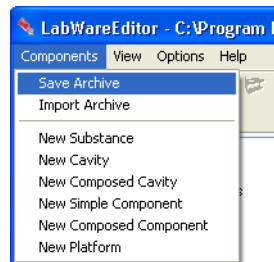 LabWareEditor - C:\Program
Components View Options Help
Save Archive
Import Archive
New Substance
New Cavity
New Composed Cavity
New Simple Component
New Composed Component
New Platform